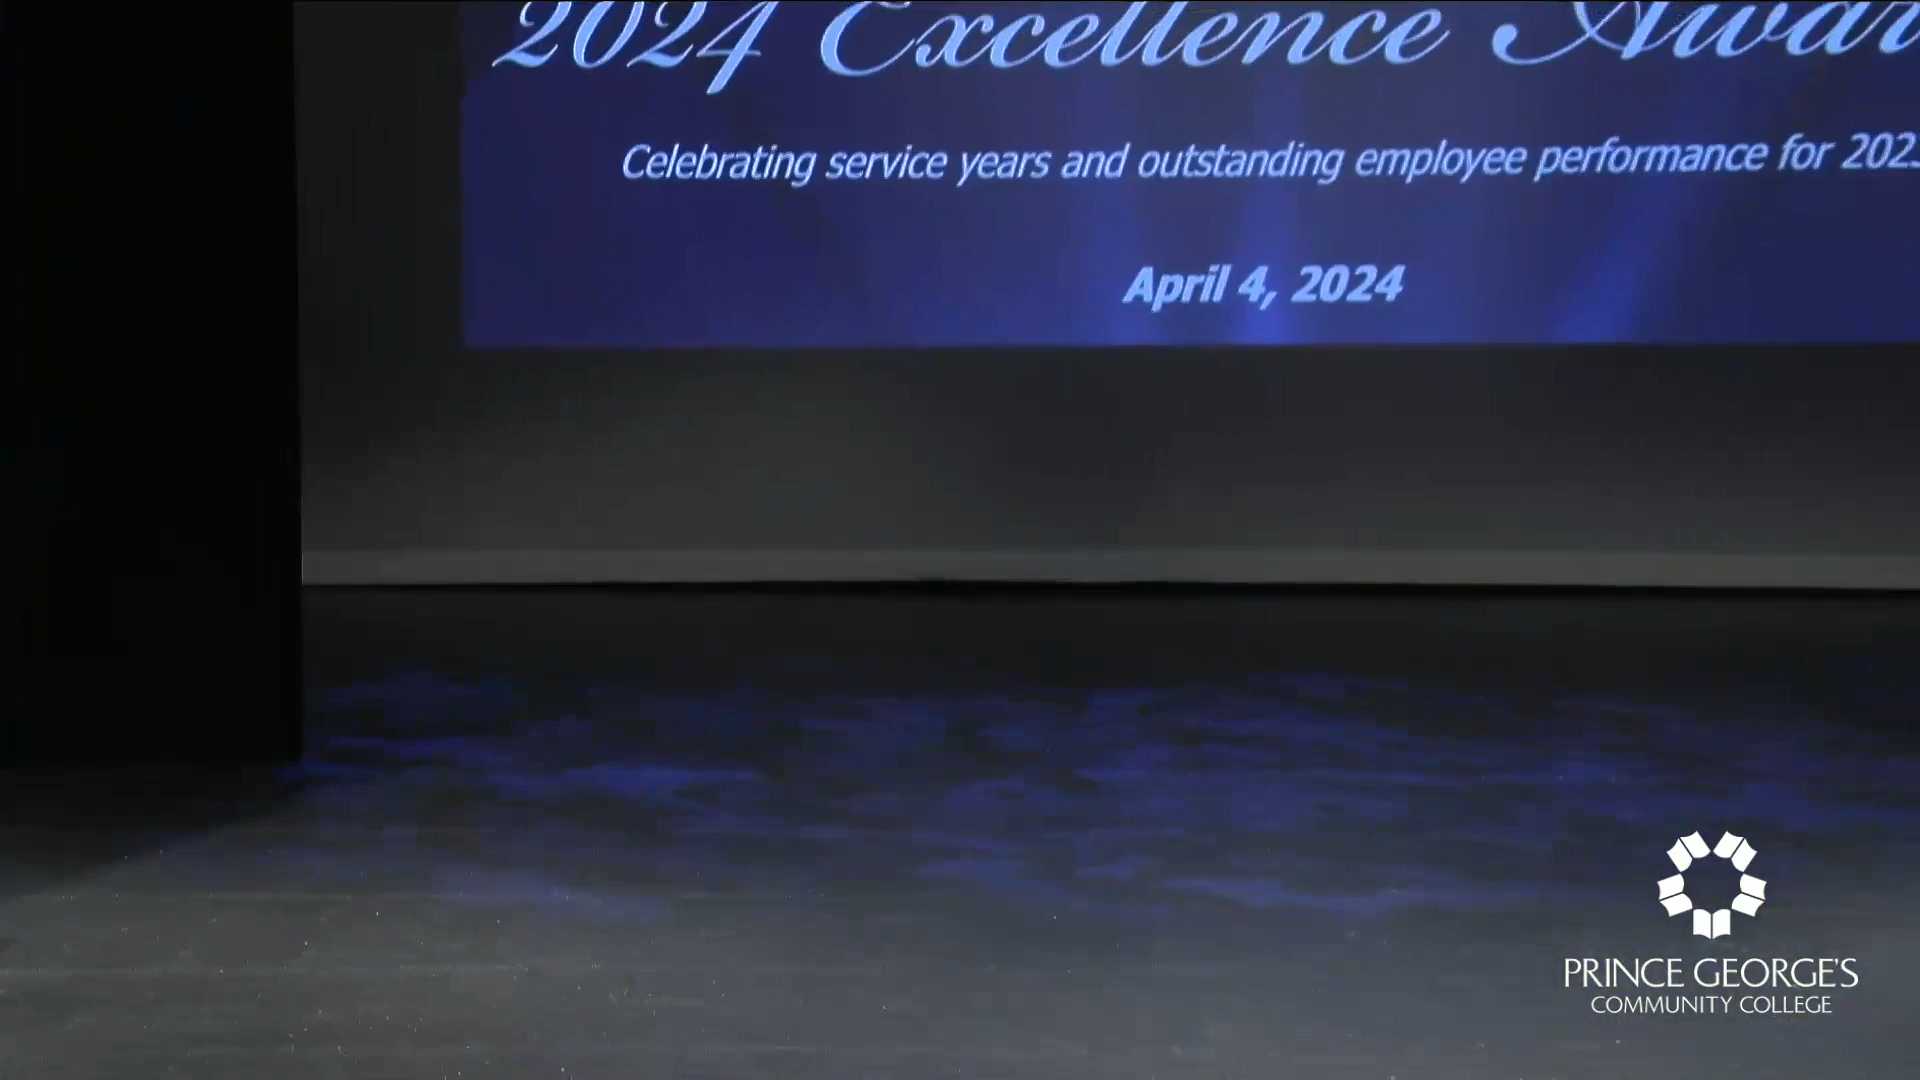 2024 Excellence
Celebrating service years and outstanding employee performance for
April 4, 2024
PRINCE GEORGE'S
COMMUNITY COLLEGE